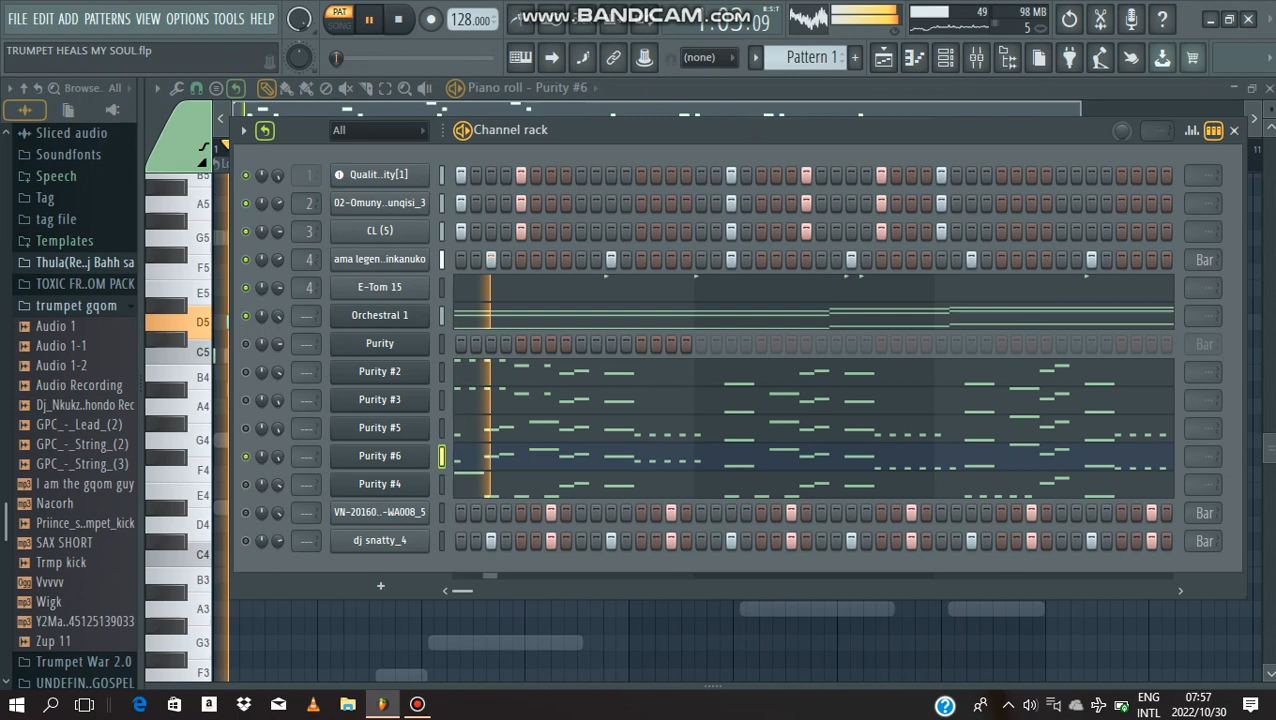 FILE EDIT ADD PATTERNS VIEW OPTIONS TOOLS HELP
PAT
SONG
128.000
www.BANDICAM.com
1:03:09
B:S:T
49
98 MB
5
TRUMPET HEALS MY SOUL.flp
(none)
Pattern 1
Browse.. All
Piano roll - Purity #6
All
Channel rack
Sliced audio
Soundfonts
Speech
Tag
tag file
Templates
Thula(Re..j Bahh sa
TOXIC FR..OM PACK
trumpet gqom
Audio 1
Audio 1-1
Audio 1-2
Audio Recording
Dj_Nkukz..hondo Rec
GPC_-_Lead_(2)
GPC_-_String_(2)
GPC_-_String_(3)
I am the gqom guy
Nacorh
Priince_s..mpet_kick
SAX SHORT
Trmp kick
Vvvvv
Wigk
Y2Ma..45125139033
Zup 11
Trumpet War 2.0
UNDEFIN..GOSPEL
B5
A5
G5
F5
E5
D5
C5
B4
A4
G4
F4
E4
D4
C4
B3
A3
G3
F3
11
1 Qualit..ity[1]
2 02-Omuny..unqisi_3
3 CL (5)
4 ama legen..inkanuko Bar
4 E-Tom 15
--- Orchestral 1
--- Purity Bar
--- Purity #2
--- Purity #3
--- Purity #5
--- Purity #6
--- Purity #4
--- VN-20160..-WA008_5 Bar
--- dj snatty_4 Bar
+
ENG
INTL
07:57
2022/10/30